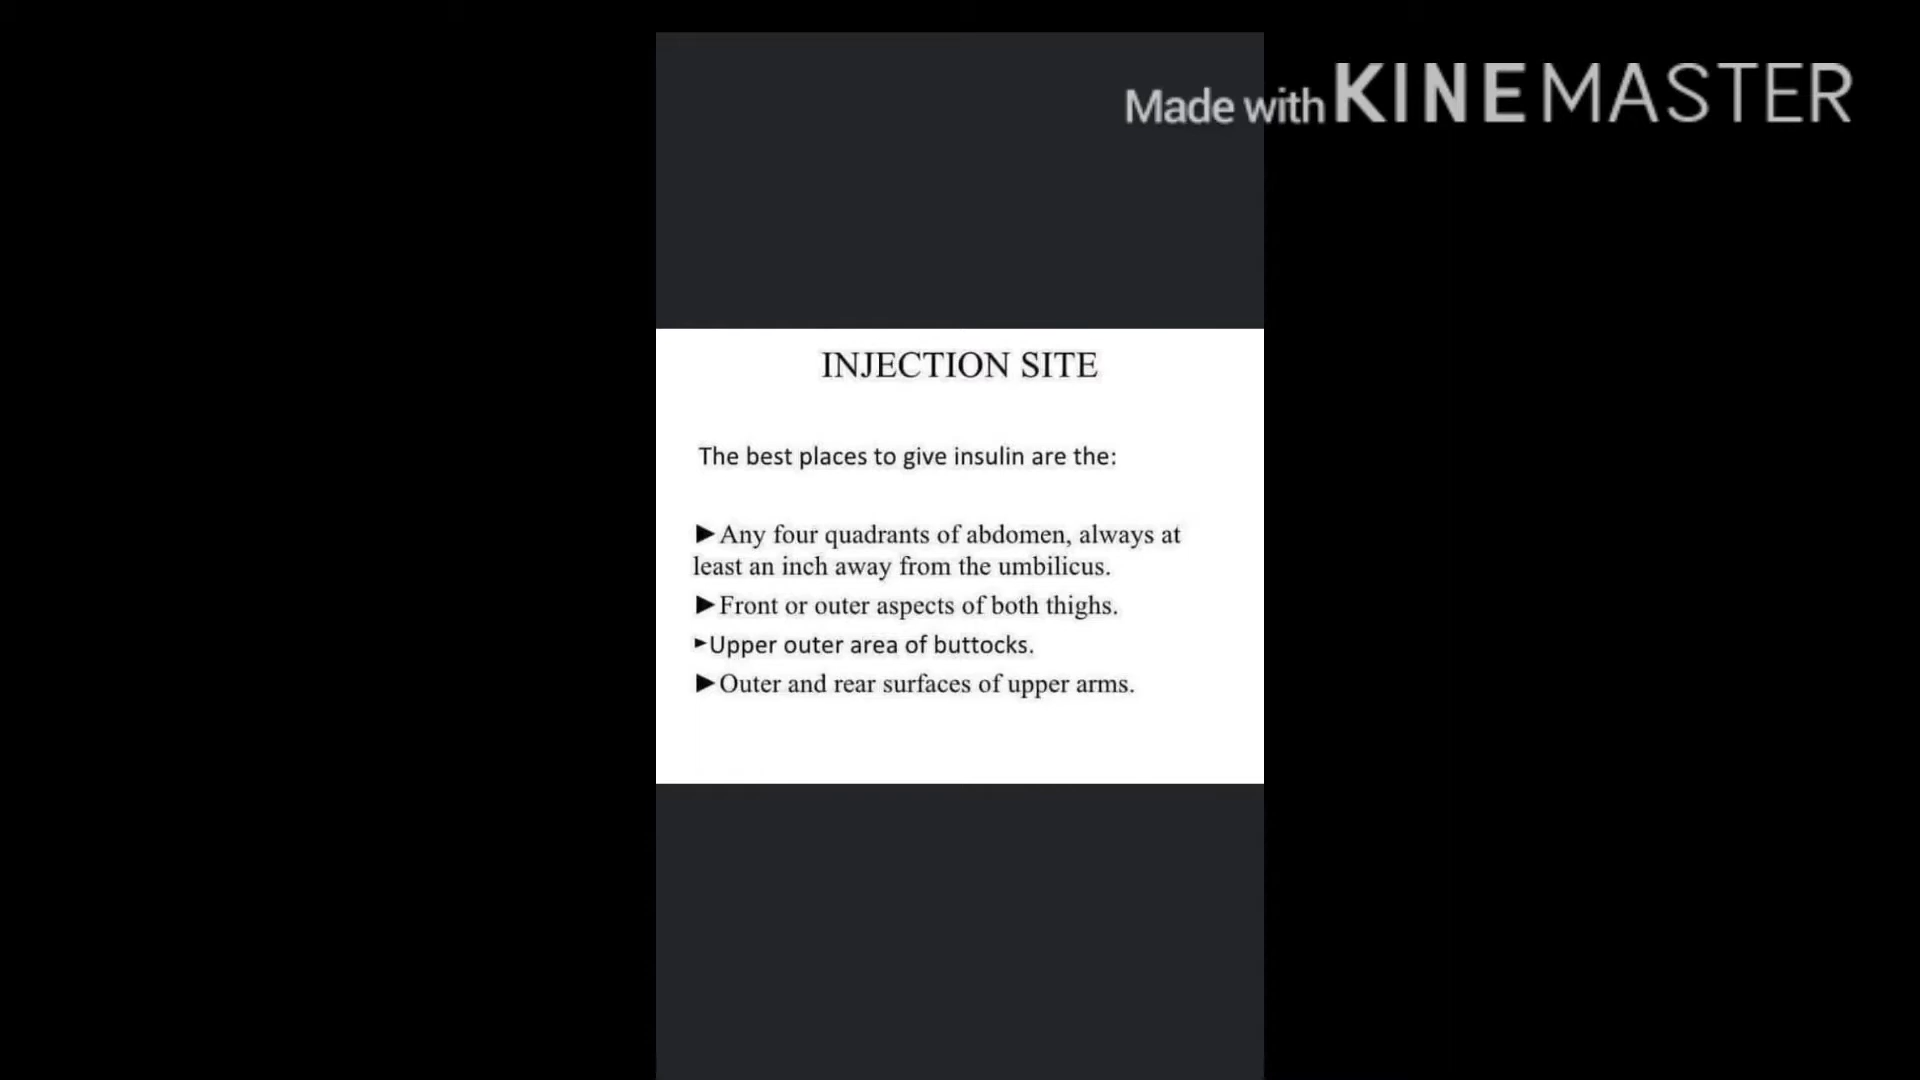 Made with KINEMASTER
INJECTION SITE
The best places to give insulin are the:
►Any four quadrants of abdomen, always at
least an inch away from the umbilicus.
►Front or outer aspects of both thighs.
►Upper outer area of buttocks.
►Outer and rear surfaces of upper arms.